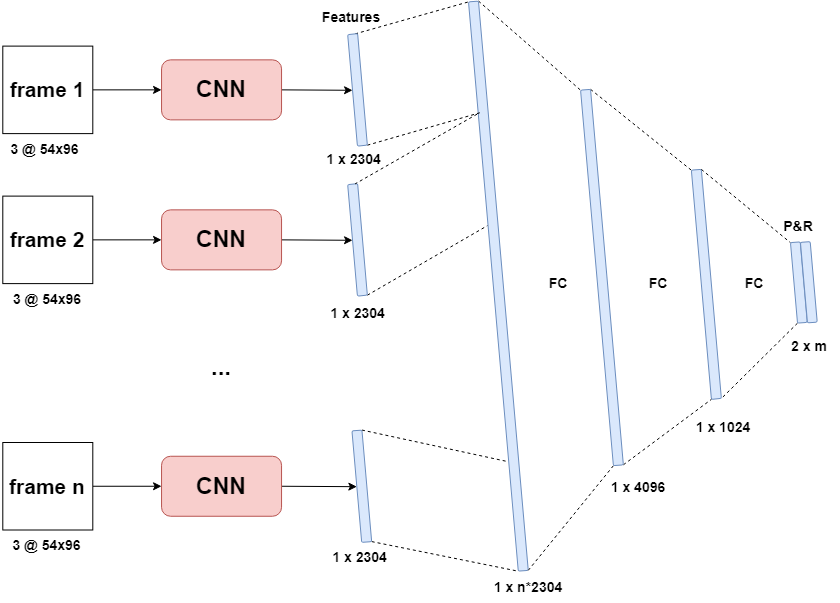 Features
frame 1
CNN
3 @ 54x96
1 x 2304
frame 2
CNN
P&R
3 @ 54x96
1 x 2304
FC
FC
FC
2 x m
...
1 x 1024
frame n
CNN
1 x 4096
3 @ 54x96
1 x 2304
1 x n*2304